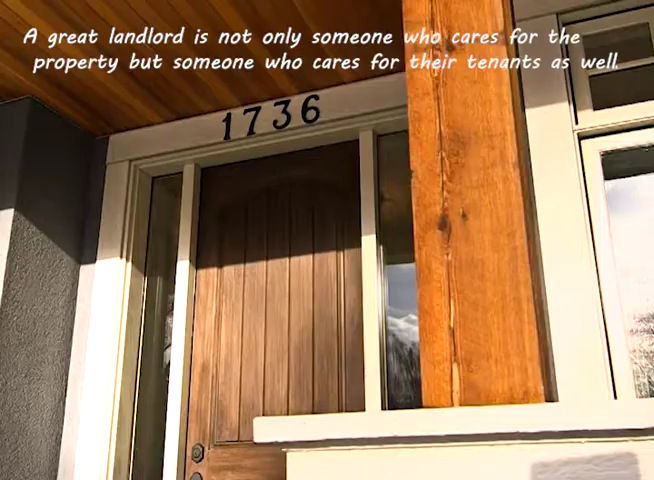 A great landlord is not only someone who cares for the
property but someone who cares for their tenants as well
1736